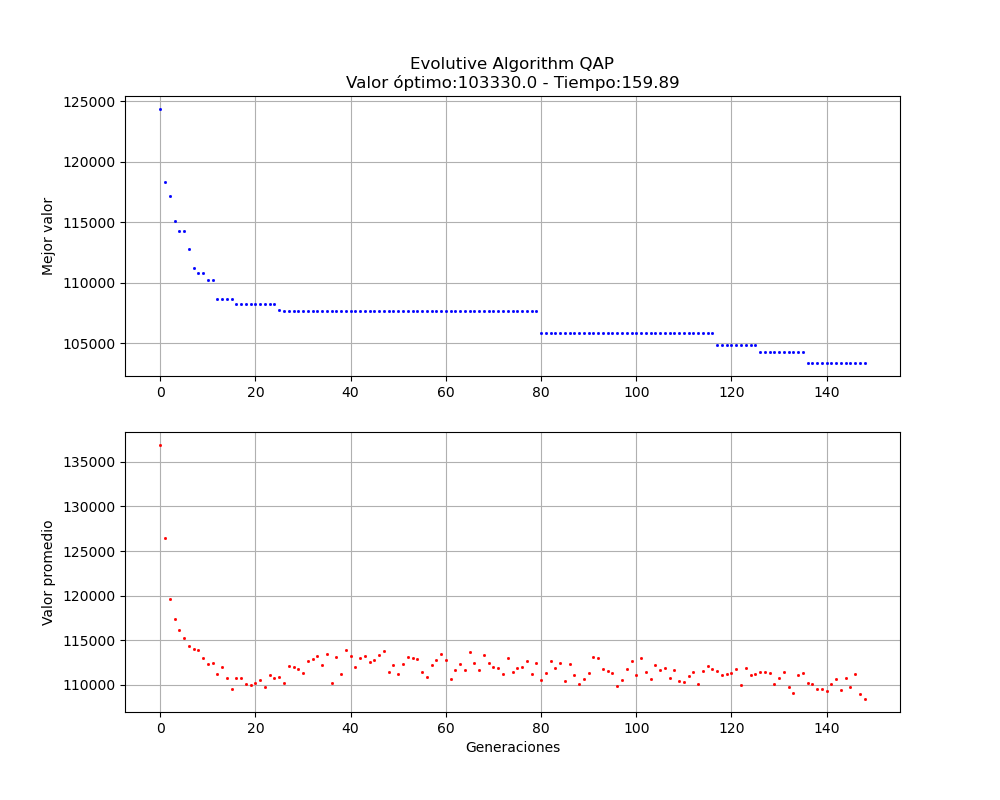 Evolutive Algorithm QAP
Valor óptimo:103330.0 - Tiempo:159.89
125000
120000
115000
110000
105000
Mejor valor
0 20 40 60 80 100 120 140
135000
130000
125000
120000
115000
110000
Valor promedio
0 20 40 60 80 100 120 140
Generaciones